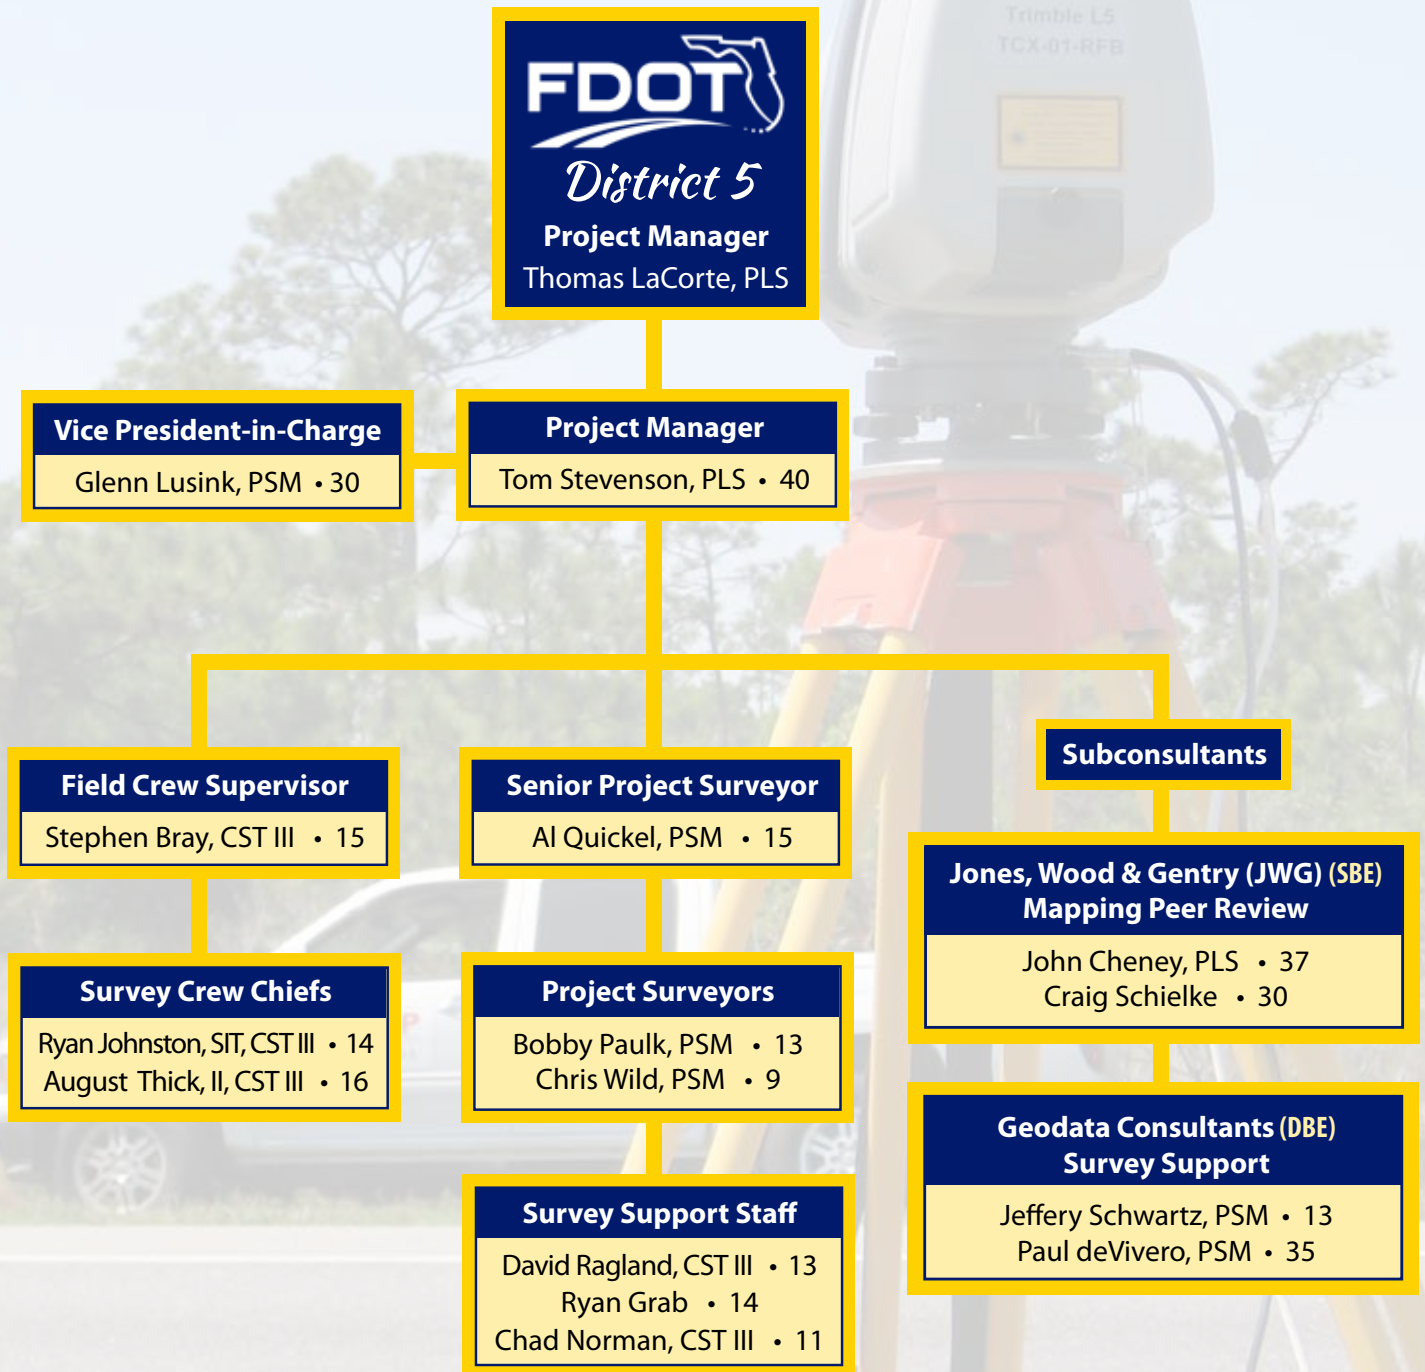 Trimble L5
TCX-01-RFB
FDOT
District 5
Project Manager
Thomas LaCorte, PLS
Vice President-in-Charge
Glenn Lusink, PSM • 30
Project Manager
Tom Stevenson, PLS • 40
Field Crew Supervisor
Stephen Bray, CST III • 15
Survey Crew Chiefs
Ryan Johnston, SIT, CST III • 14
August Thick, II, CST III • 16
Senior Project Surveyor
Al Quickel, PSM • 15
Project Surveyors
Bobby Paulk, PSM • 13
Chris Wild, PSM • 9
Survey Support Staff
David Ragland, CST III • 13
Ryan Grab • 14
Chad Norman, CST III • 11
Subconsultants
Jones, Wood & Gentry (JWG) (SBE)
Mapping Peer Review
John Cheney, PLS • 37
Craig Schielke • 30
Geodata Consultants (DBE)
Survey Support
Jeffery Schwartz, PSM • 13
Paul deVivero, PSM • 35